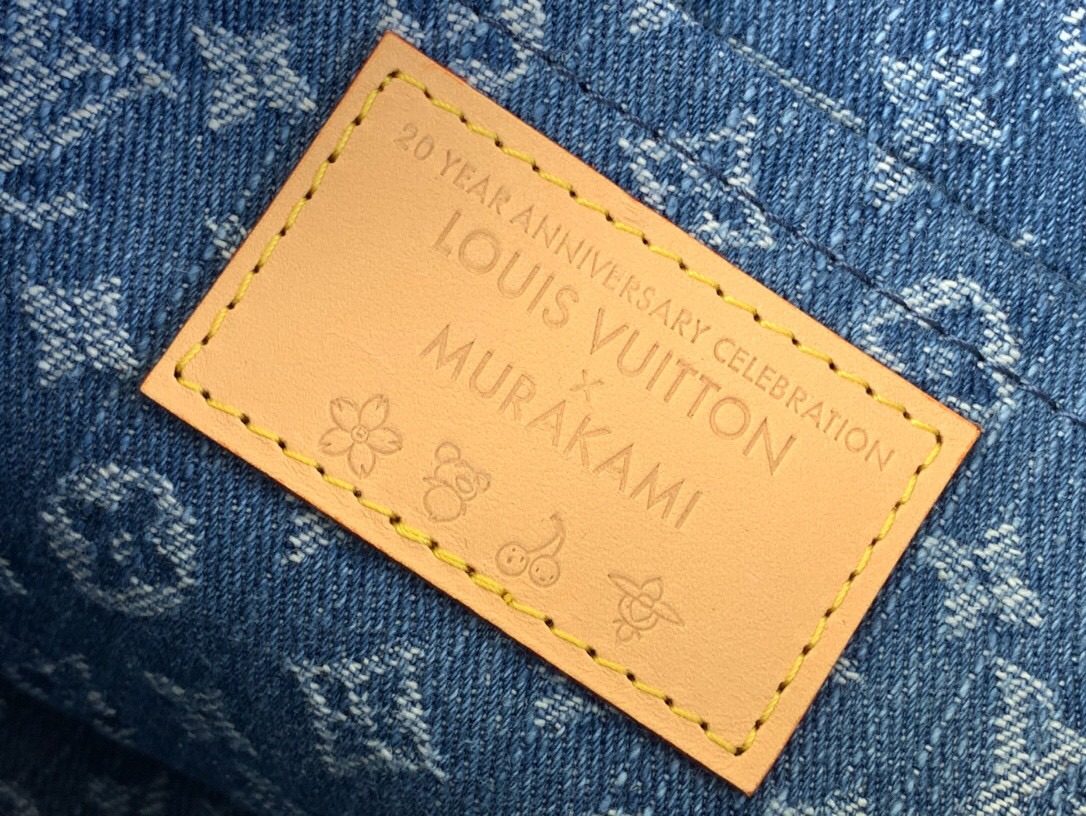 20 YEAR ANNIVERSARY CELEBRATION
LOUIS VUITTON
×
MURAKAMI